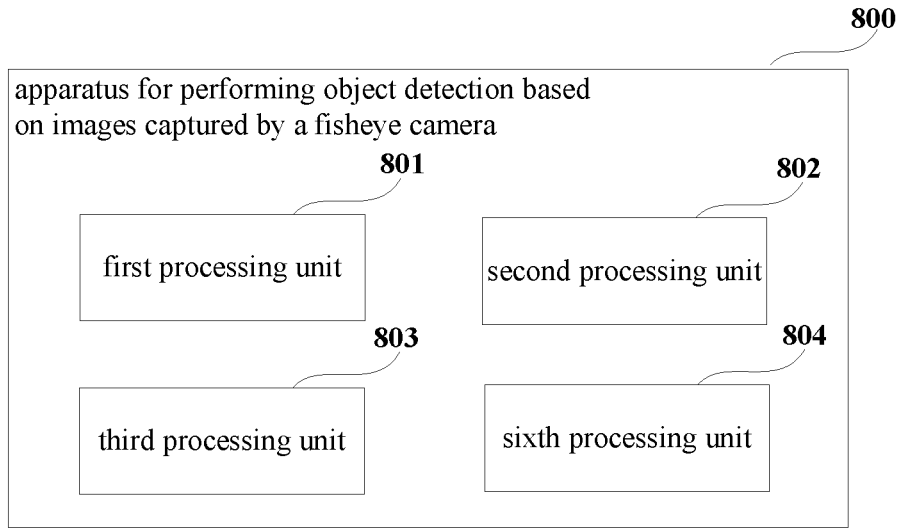 800
apparatus for performing object detection based
on images captured by a fisheye camera
801
802
first processing unit
second processing unit
803
804
third processing unit
sixth processing unit